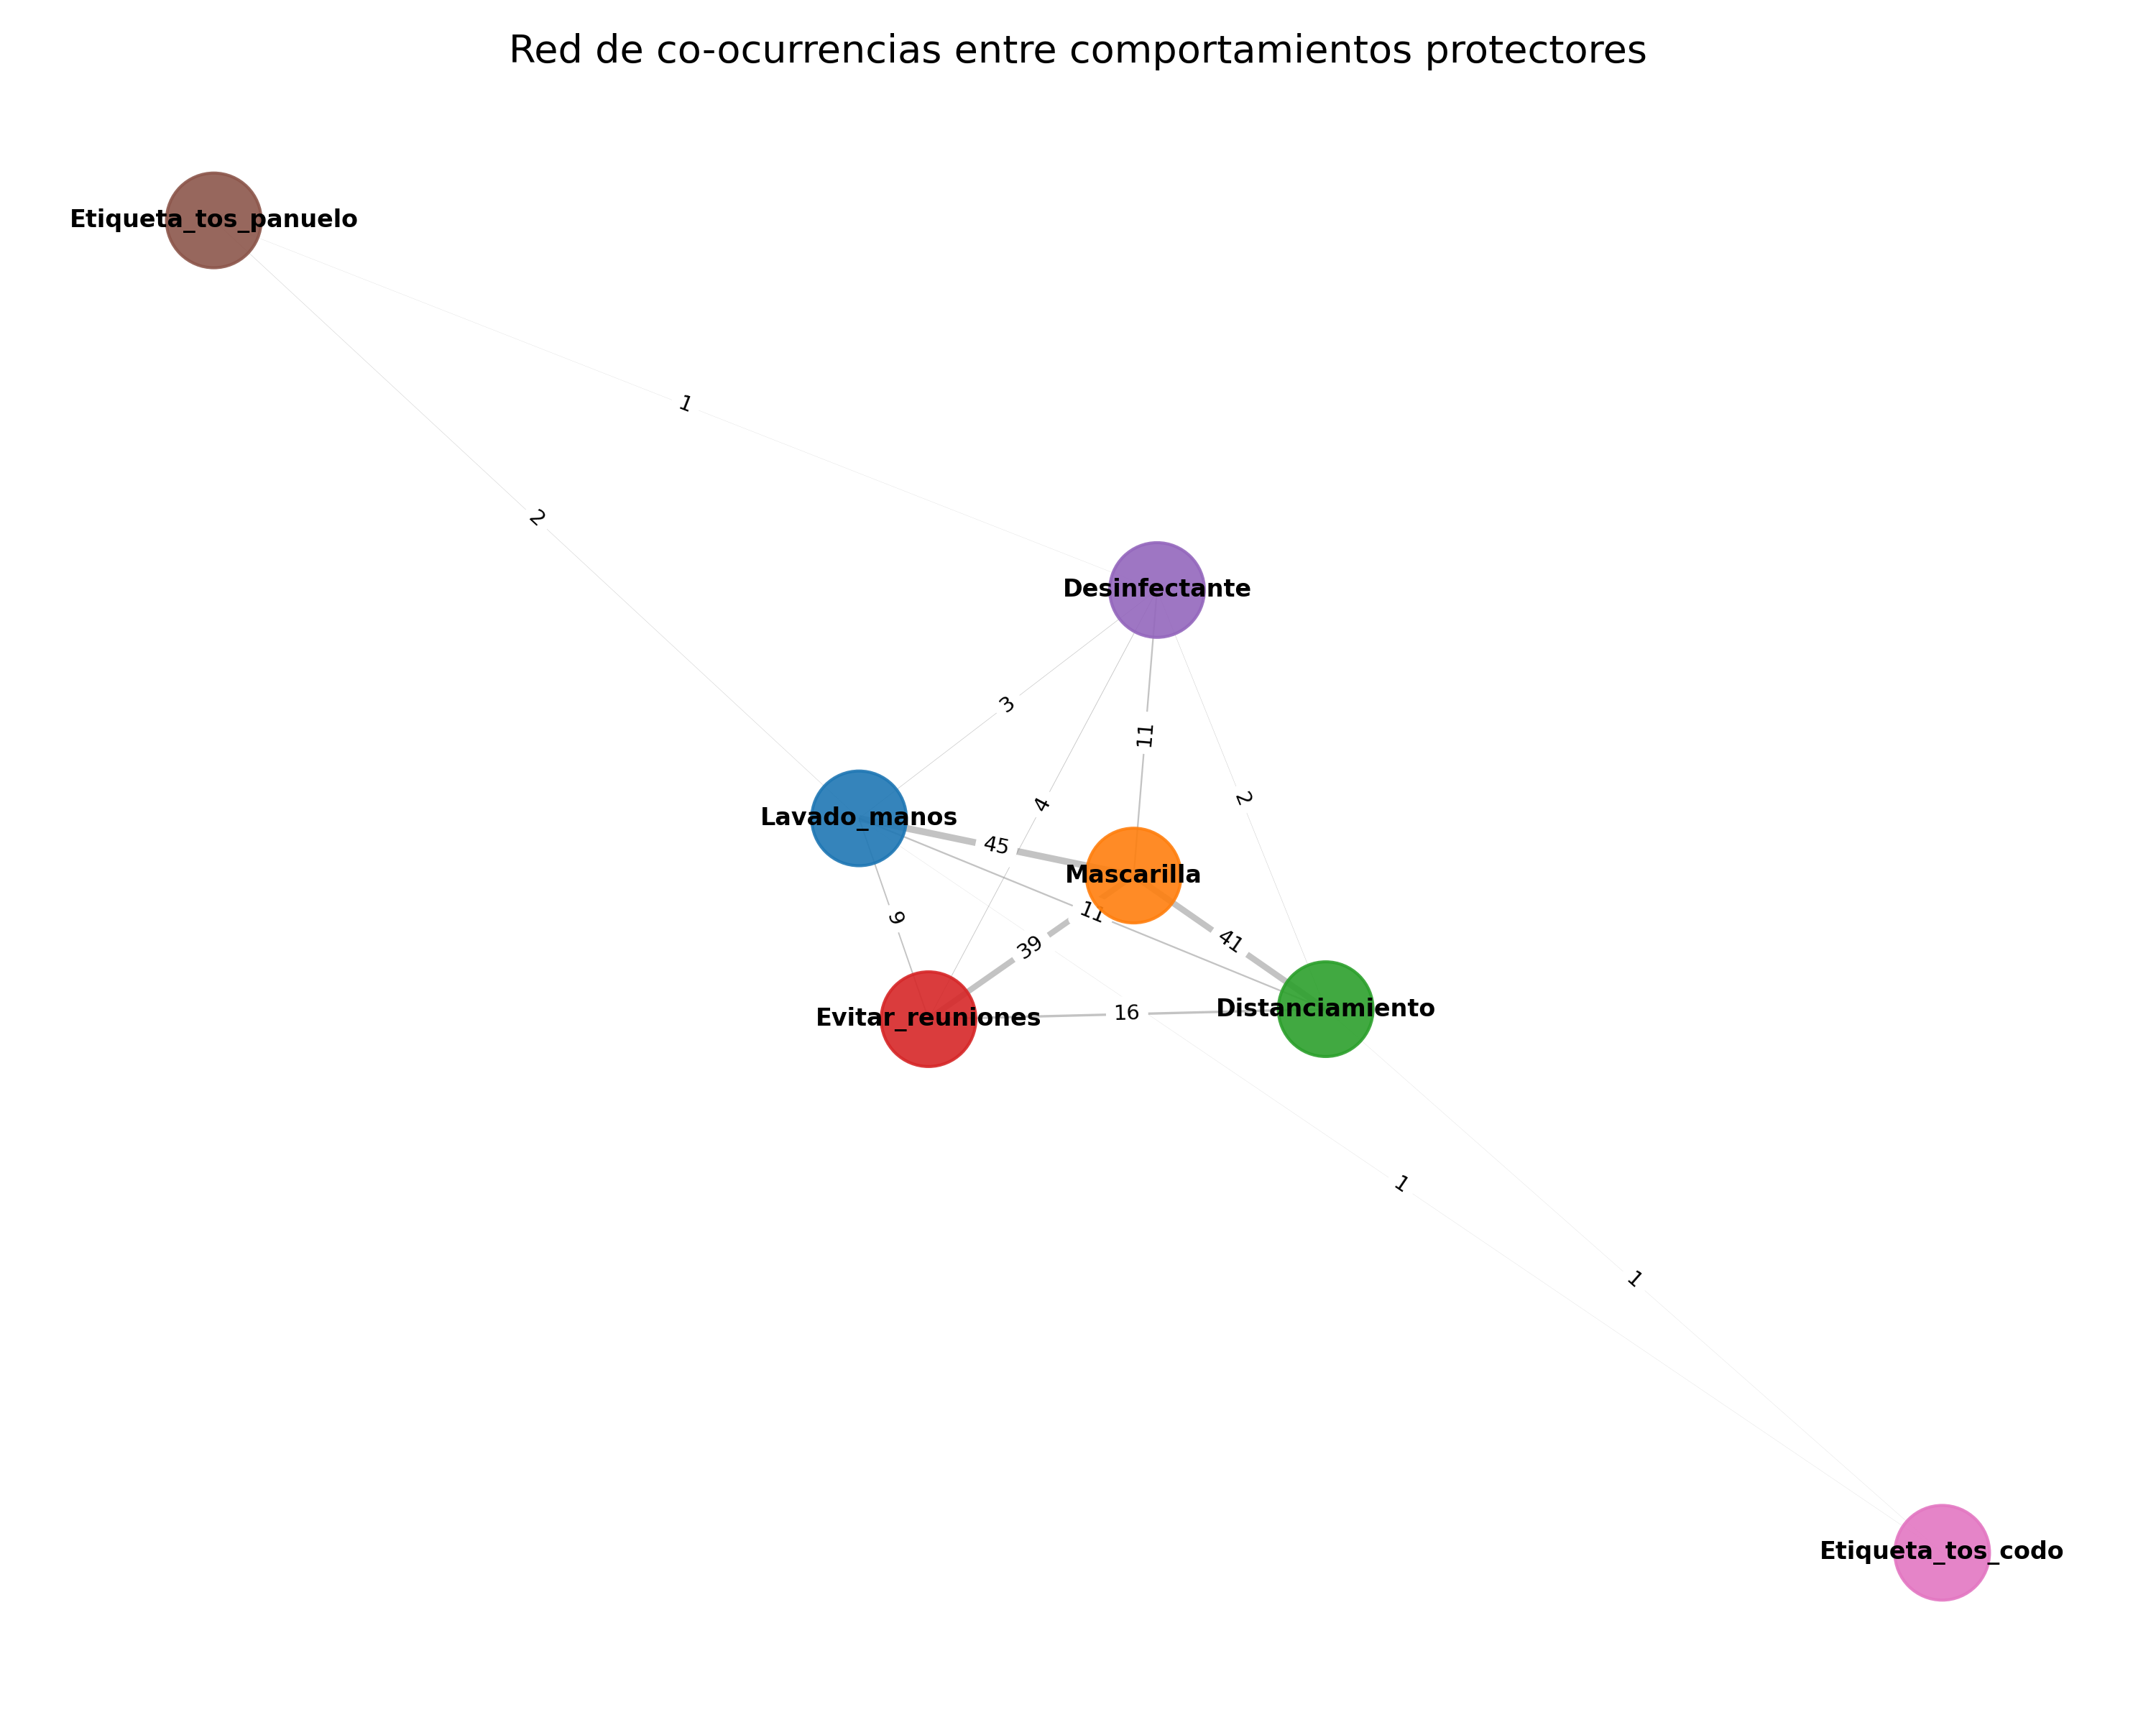 Red de co-ocurrencias entre comportamientos protectores
Etiqueta_tos_panuelo
1
2
Desinfectante
3
11
4
2
Lavado_manos
45
Mascarilla
9
11
39
41
Evitar_reuniones
16
Distanciamiento
1
1
Etiqueta_tos_codo